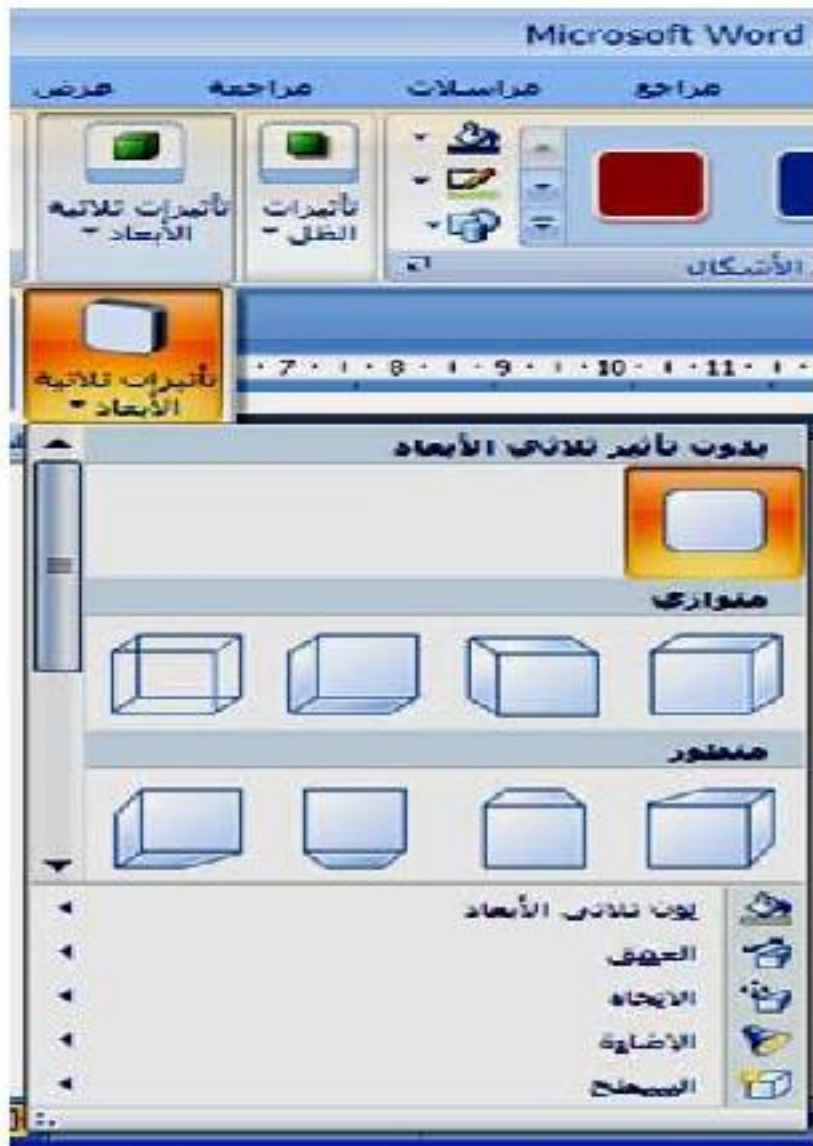 Microsoft Word
مراجع مراسلات مراجعة عرض
تأثيرات الظل
تأثيرات ثلاثية الأبعاد
الأشكال
تأثيرات ثلاثية الأبعاد
7 8 9 10 11
بدون تأثير ثلاثي الأبعاد
متوازي
منظور
لون ثلاثي الأبعاد
العمق
الاتجاه
الإضاءة
السطح